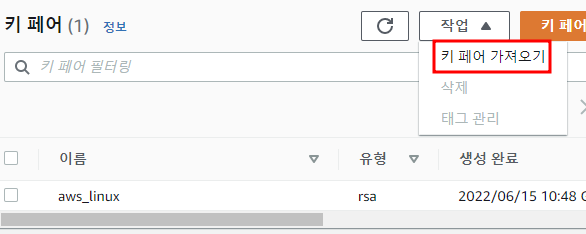 키 페어 (1) 정보 작업 키 페어
키 페어 가져오기
키 페어 필터링
삭제
태그 관리
이름 유형 생성 완료
aws_linux rsa 2022/06/15 10:48 G